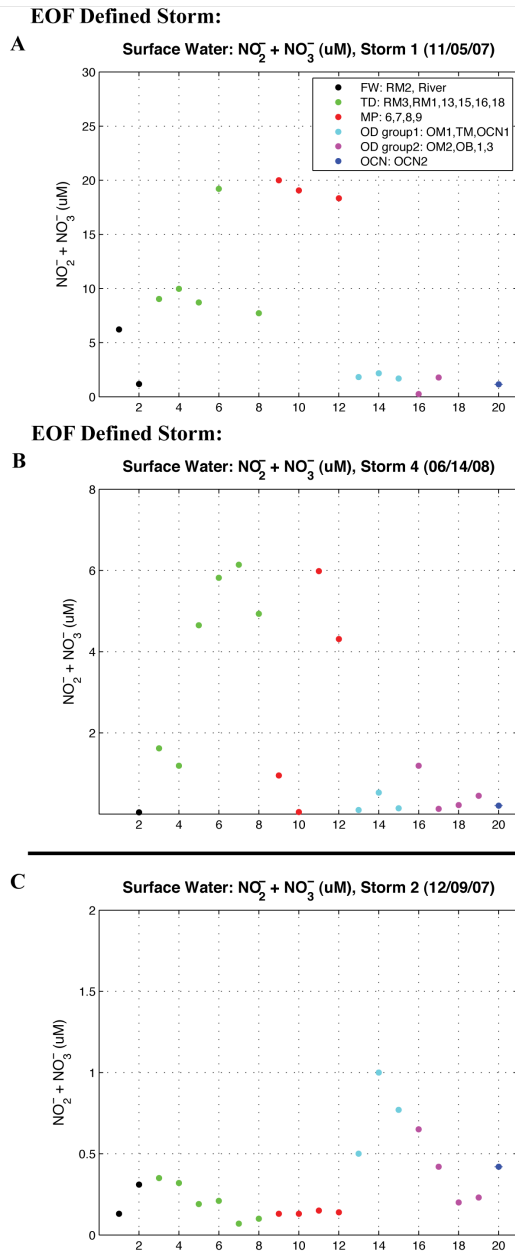 EOF Defined Storm:
A
Surface Water: NO₂⁻ + NO₃⁻ (uM), Storm 1 (11/05/07)
NO₂⁻ + NO₃⁻ (uM)
30
25
20
15
10
5
0
FW: RM2, River
TD: RM3,RM1,13,15,16,18
MP: 6,7,8,9
OD group1: OM1,TM,OCN1
OD group2: OM2,OB,1,3
OCN: OCN2
2 4 6 8 10 12 14 16 18 20
EOF Defined Storm:
B
Surface Water: NO₂⁻ + NO₃⁻ (uM), Storm 4 (06/14/08)
NO₂⁻ + NO₃⁻ (uM)
8
6
4
2
2 4 6 8 10 12 14 16 18 20
C
Surface Water: NO₂⁻ + NO₃⁻ (uM), Storm 2 (12/09/07)
NO₂⁻ + NO₃⁻ (uM)
2
1.5
1
0.5
0
2 4 6 8 10 12 14 16 18 20